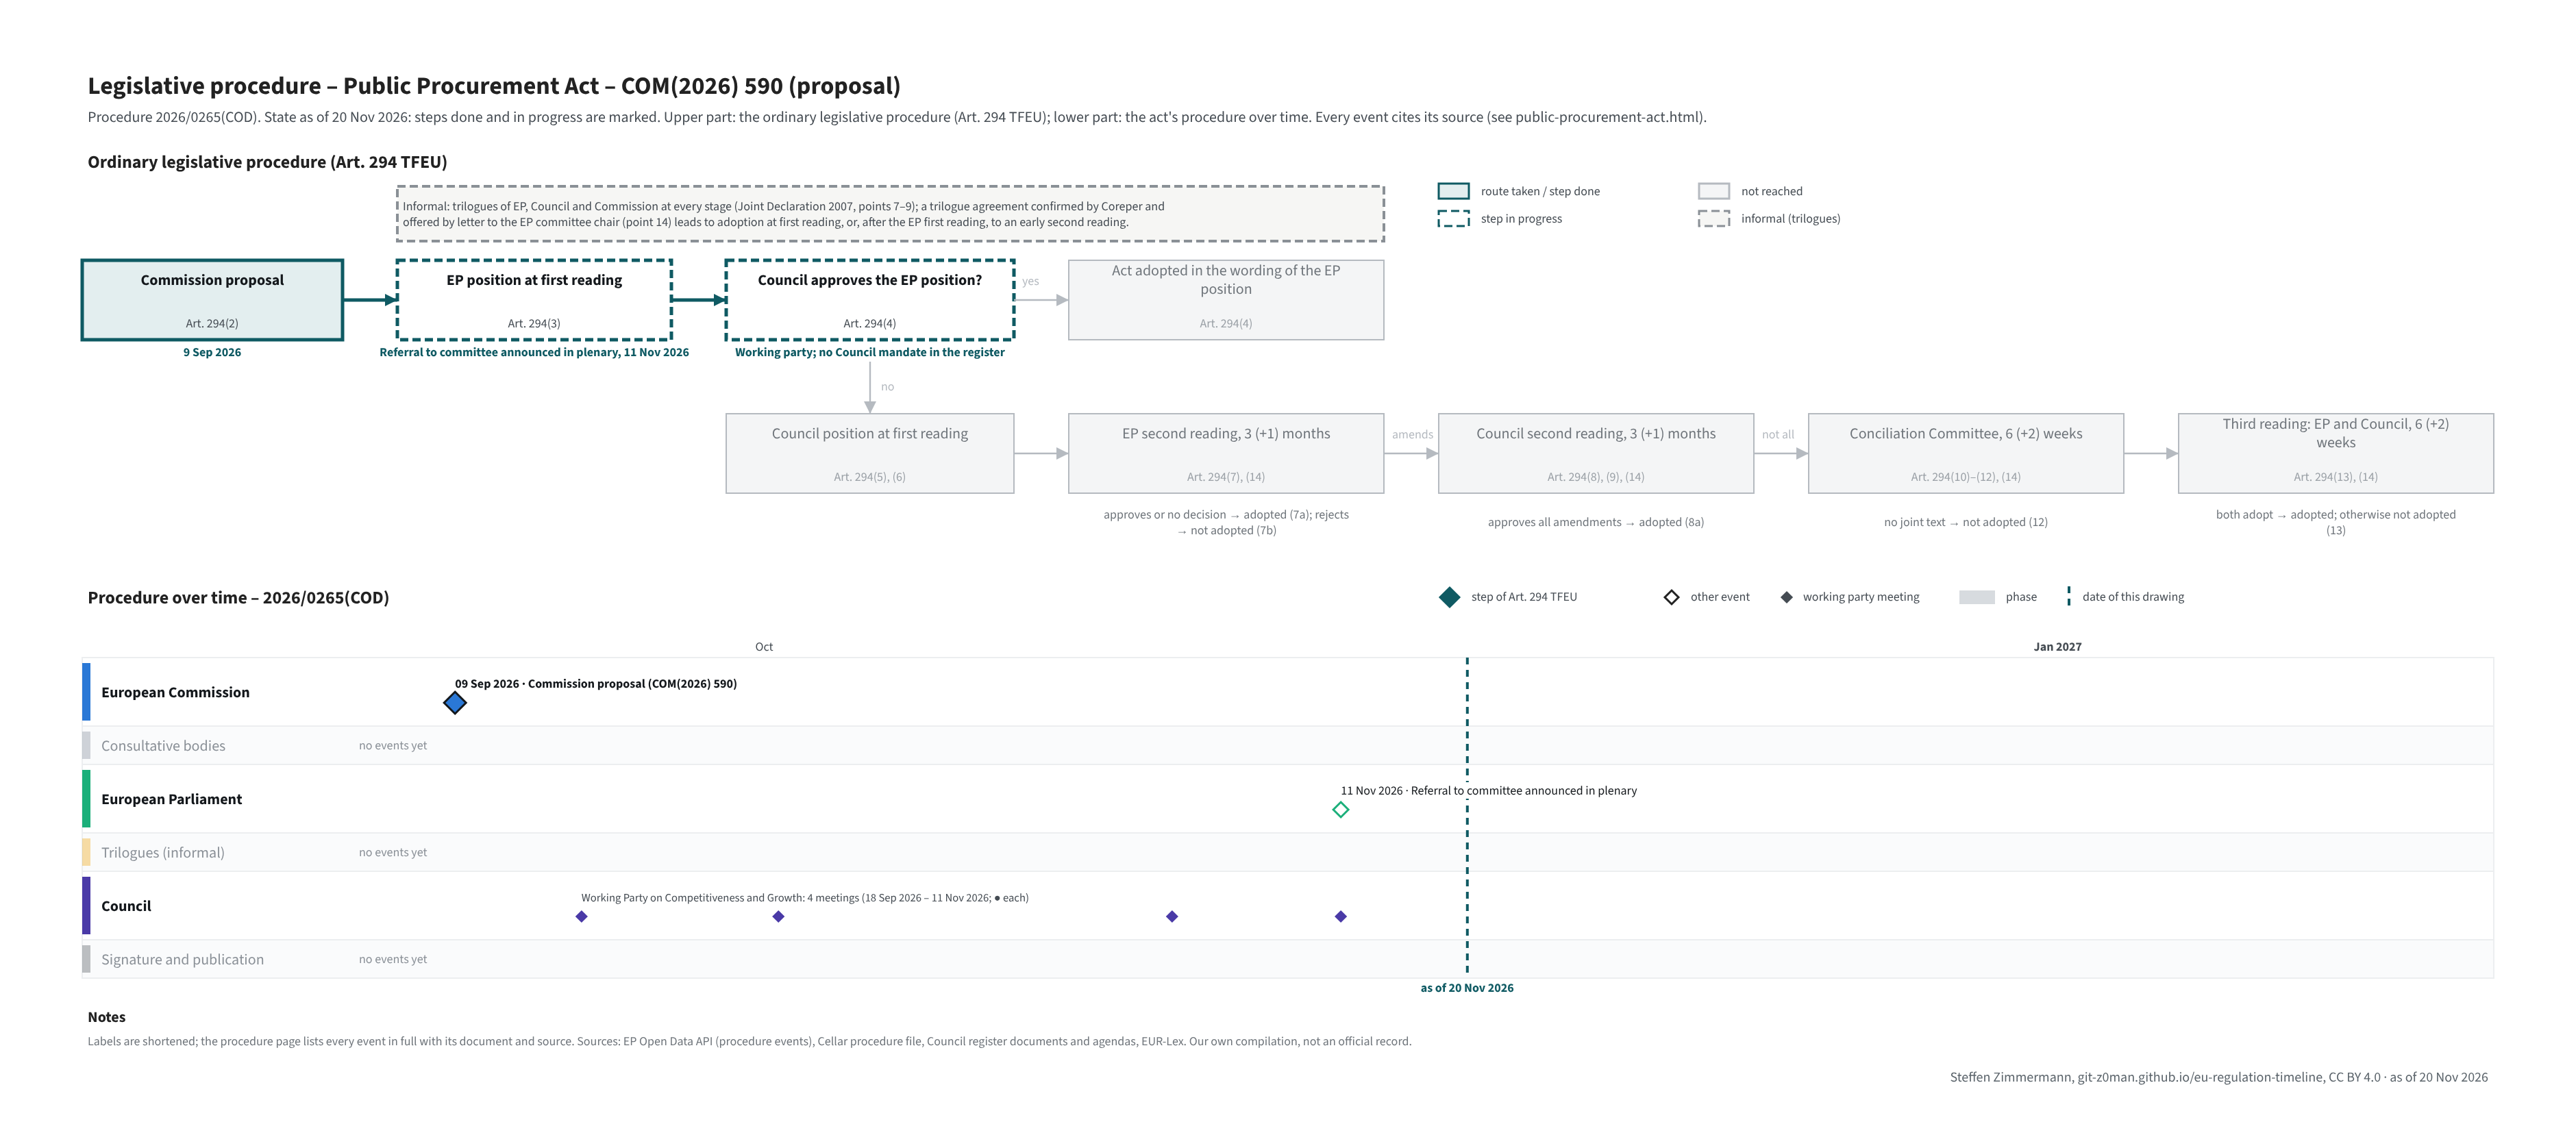 Legislative procedure – Public Procurement Act – COM(2026) 590 (proposal)
Procedure 2026/0265(COD). State as of 20 Nov 2026: steps done and in progress are marked. Upper part: the ordinary legislative procedure (Art. 294 TFEU); lower part: the act's procedure over time. Every event cites its source (see public-procurement-act.html).
Ordinary legislative procedure (Art. 294 TFEU)
Informal: trilogues of EP, Council and Commission at every stage (Joint Declaration 2007, points 7–9); a trilogue agreement confirmed by Coreper and
offered by letter to the EP committee chair (point 14) leads to adoption at first reading, or, after the EP first reading, to an early second reading.
route taken / step done
not reached
step in progress
informal (trilogues)
Commission proposal
Art. 294(2)
9 Sep 2026
EP position at first reading
Art. 294(3)
Referral to committee announced in plenary, 11 Nov 2026
Council approves the EP position?
Art. 294(4)
Working party; no Council mandate in the register
yes
Act adopted in the wording of the EP
position
Art. 294(4)
no
Council position at first reading
Art. 294(5), (6)
EP second reading, 3 (+1) months
Art. 294(7), (14)
approves or no decision → adopted (7a); rejects
→ not adopted (7b)
amends
Council second reading, 3 (+1) months
Art. 294(8), (9), (14)
approves all amendments → adopted (8a)
not all
Conciliation Committee, 6 (+2) weeks
Art. 294(10)–(12), (14)
no joint text → not adopted (12)
Third reading: EP and Council, 6 (+2)
weeks
Art. 294(13), (14)
both adopt → adopted; otherwise not adopted
(13)
Procedure over time – 2026/0265(COD)
step of Art. 294 TFEU
other event
working party meeting
phase
date of this drawing
Oct
Jan 2027
European Commission
09 Sep 2026 · Commission proposal (COM(2026) 590)
Consultative bodies
no events yet
European Parliament
11 Nov 2026 · Referral to committee announced in plenary
Trilogues (informal)
no events yet
Council
Working Party on Competitiveness and Growth: 4 meetings (18 Sep 2026 – 11 Nov 2026; ● each)
Signature and publication
no events yet
as of 20 Nov 2026
Notes
Labels are shortened; the procedure page lists every event in full with its document and source. Sources: EP Open Data API (procedure events), Cellar procedure file, Council register documents and agendas, EUR-Lex. Our own compilation, not an official record.
Steffen Zimmermann, git-z0man.github.io/eu-regulation-timeline, CC BY 4.0 · as of 20 Nov 2026